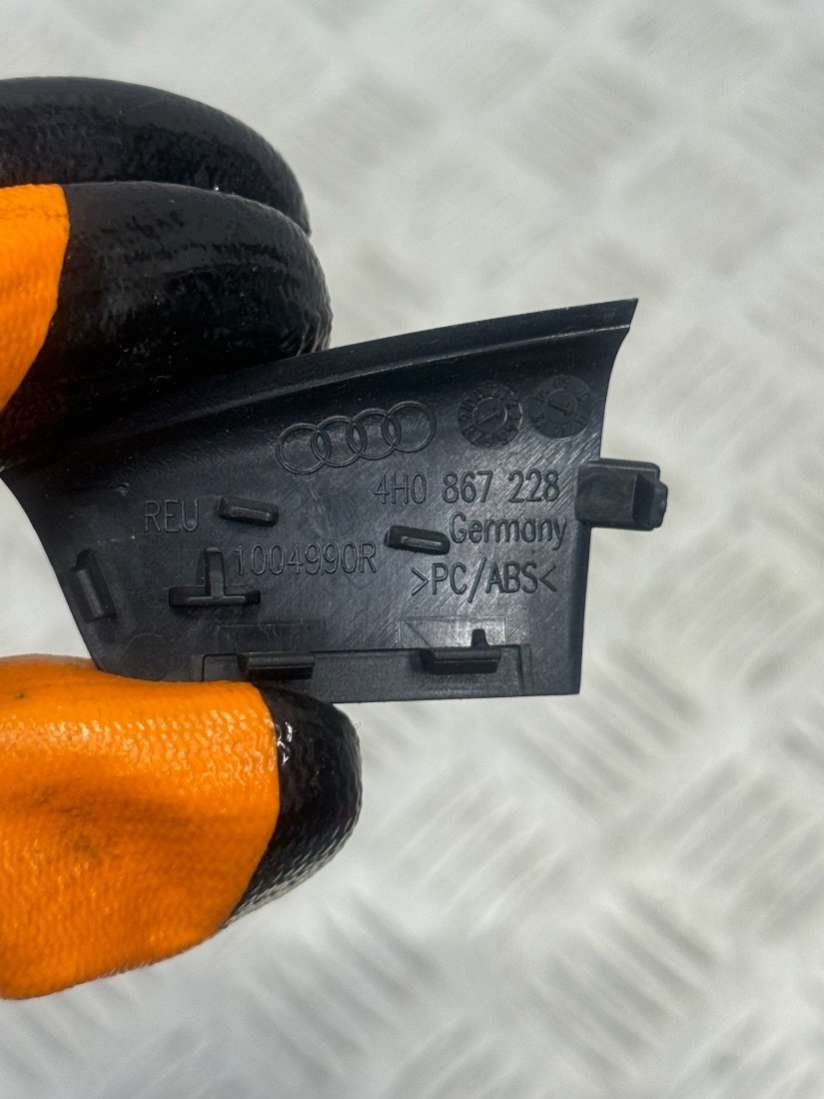 4H0 867 228
REU
Germany
1004990R
>PC/ABS<